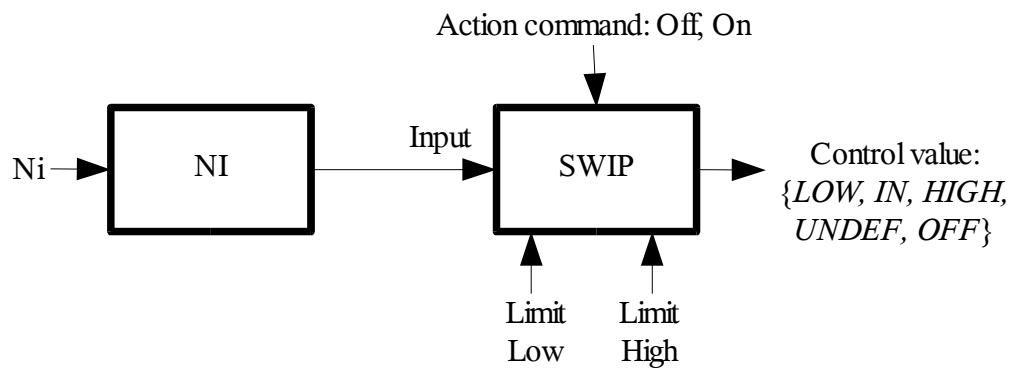 Action command: Off, On
Ni
NI
Input
SWIP
Control value:
{LOW, IN, HIGH,
UNDEF, OFF}
Limit
Low
Limit
High